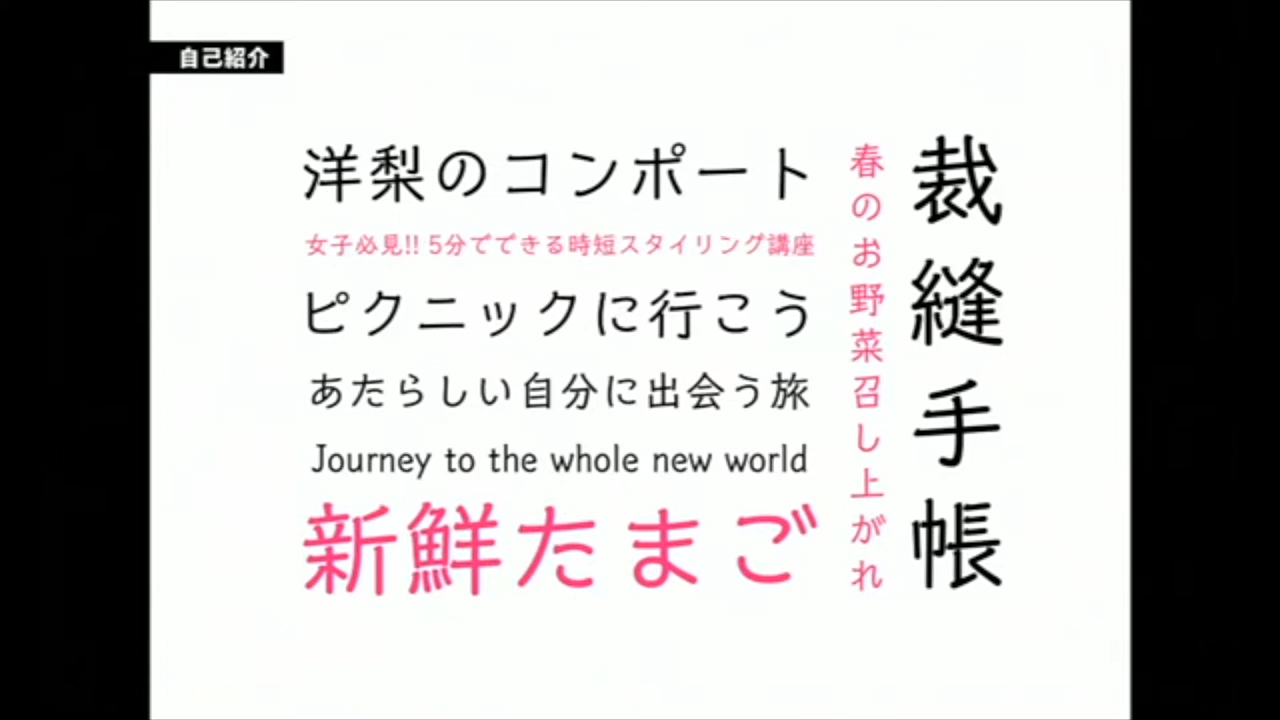 自己紹介
洋梨のコンポート
女子必見!! 5分でできる時短スタイリング講座
ピクニックに行こう
あたらしい自分に出会う旅
Journey to the whole new world
新鮮たまご
裁縫手帳
春のお野菜召し上がれ